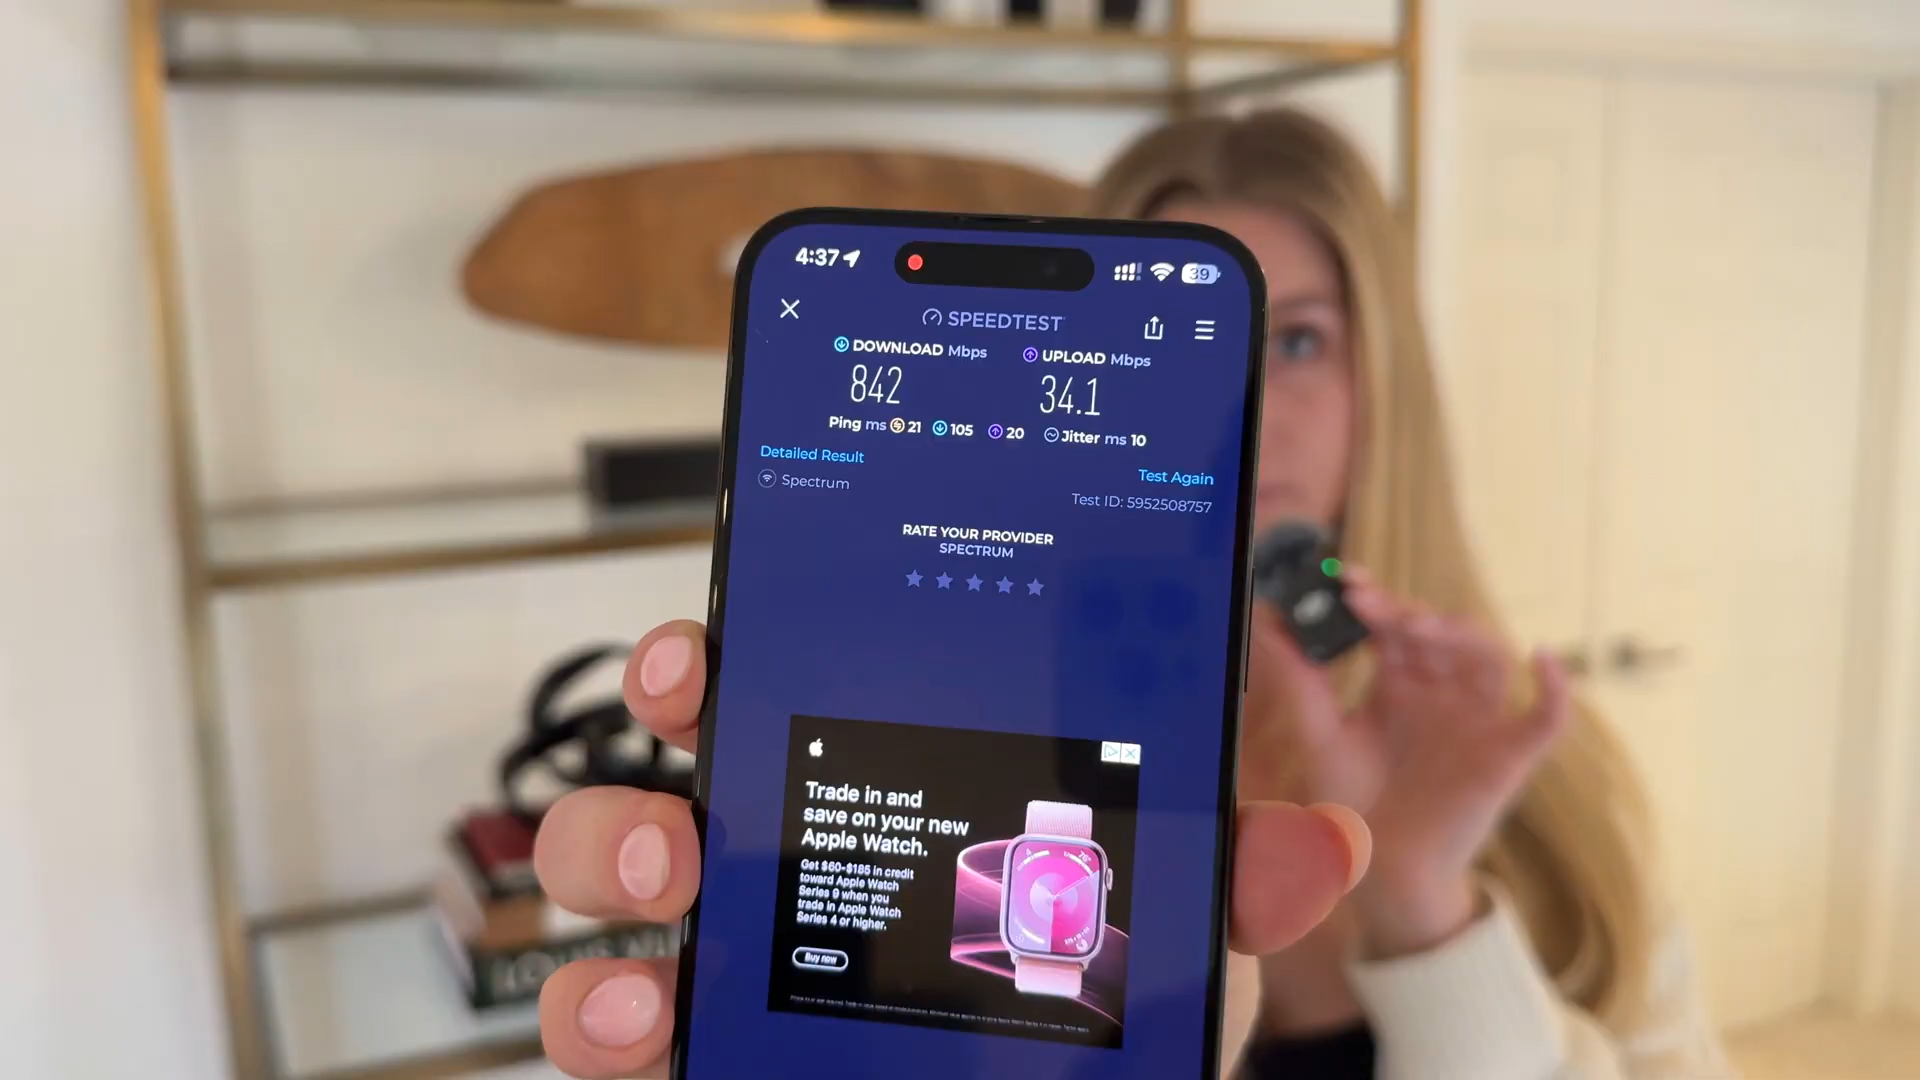 4:37
39
SPEEDTEST
DOWNLOAD Mbps
UPLOAD Mbps
842
34.1
Ping ms 21 105 20 Jitter ms 10
Detailed Result
Test Again
Spectrum
Test ID: 5952508757
RATE YOUR PROVIDER
SPECTRUM
Trade in and
save on your new
Apple Watch.
Get $60-$185 in credit
toward Apple Watch
Series 9 when you
trade in Apple Watch
Series 4 or higher.
Buy now